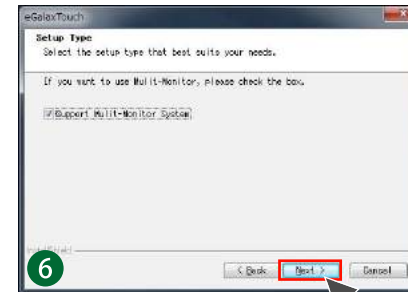 eGalaxTouch
Setup Type
Select the setup type that best suits your needs.
If you want to use Mulit-Monitor, please check the box.
Support Mulit-Monitor System
InstallShield
6
< Back
Next >
Cancel